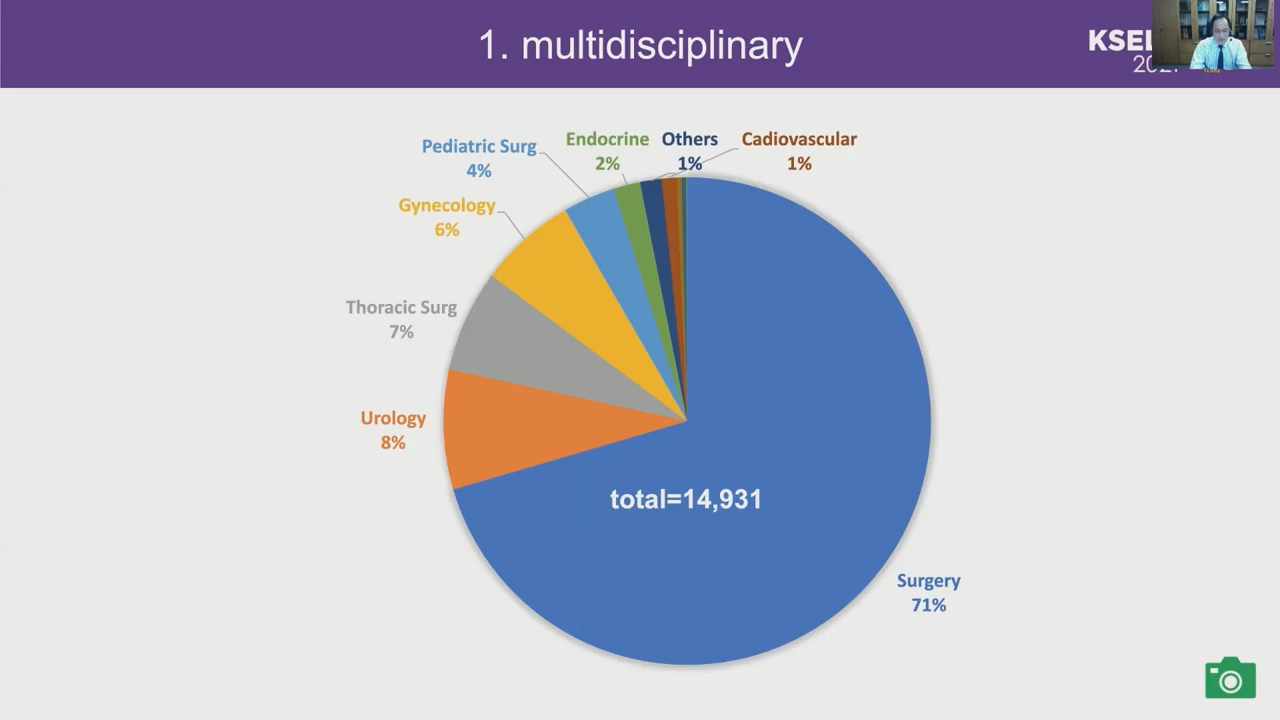 1. multidisciplinary
Pediatric Surg
4%
Endocrine
2%
Others
1%
Cadiovascular
1%
Gynecology
6%
Thoracic Surg
7%
Urology
8%
total=14,931
Surgery
71%